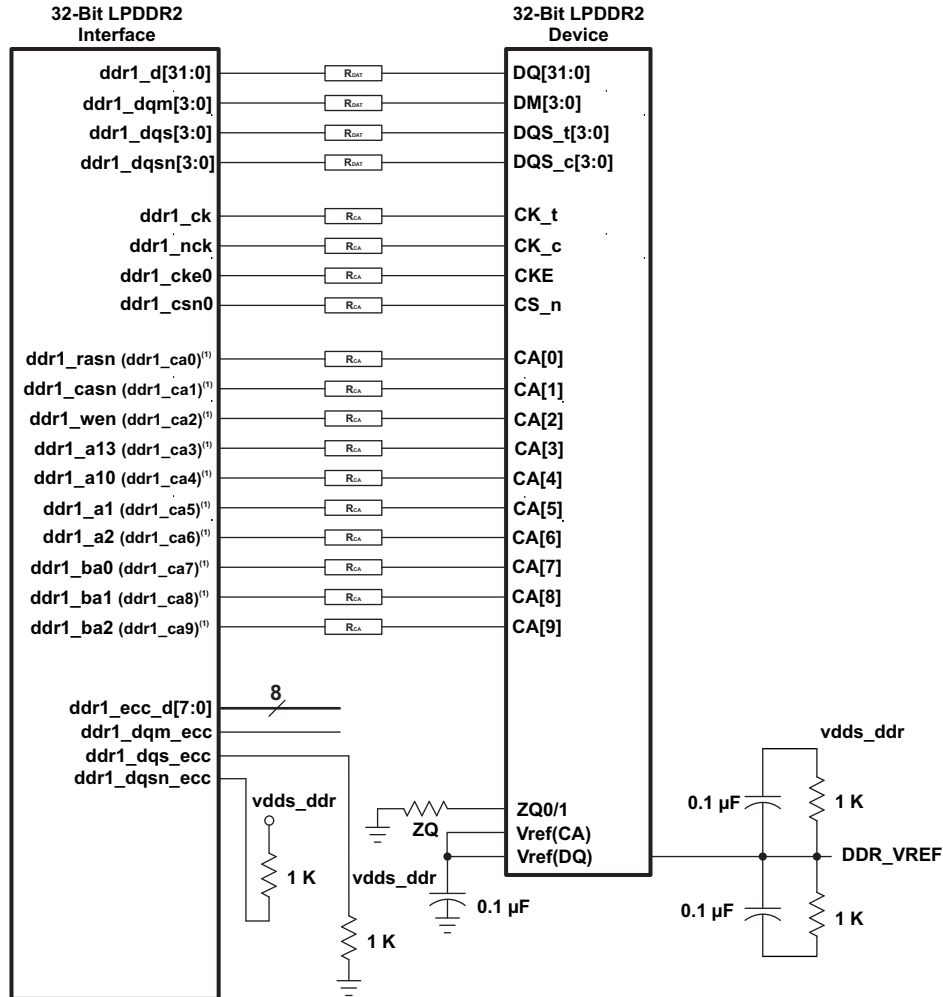 32-Bit LPDDR2
Interface
32-Bit LPDDR2
Device
ddr1_d[31:0] RDAT DQ[31:0]
ddr1_dqm[3:0] RDAT DM[3:0]
ddr1_dqs[3:0] RDAT DQS_t[3:0]
ddr1_dqsn[3:0] RDAT DQS_c[3:0]
ddr1_ck RCA CK_t
ddr1_nck RCA CK_c
ddr1_cke0 RCA CKE
ddr1_csn0 RCA CS_n
ddr1_rasn (ddr1_ca0)(1) RCA CA[0]
ddr1_casn (ddr1_ca1)(1) RCA CA[1]
ddr1_wen (ddr1_ca2)(1) RCA CA[2]
ddr1_a13 (ddr1_ca3)(1) RCA CA[3]
ddr1_a10 (ddr1_ca4)(1) RCA CA[4]
ddr1_a1 (ddr1_ca5)(1) RCA CA[5]
ddr1_a2 (ddr1_ca6)(1) RCA CA[6]
ddr1_ba0 (ddr1_ca7)(1) RCA CA[7]
ddr1_ba1 (ddr1_ca8)(1) RCA CA[8]
ddr1_ba2 (ddr1_ca9)(1) RCA CA[9]
ddr1_ecc_d[7:0] 8
ddr1_dqm_ecc
ddr1_dqs_ecc
ddr1_dqsn_ecc
vdds_ddr
1 K
1 K
ZQ
ZQ0/1
Vref(CA)
Vref(DQ)
vdds_ddr
0.1 µF
vdds_ddr
0.1 µF
1 K
DDR_VREF
0.1 µF
1 K